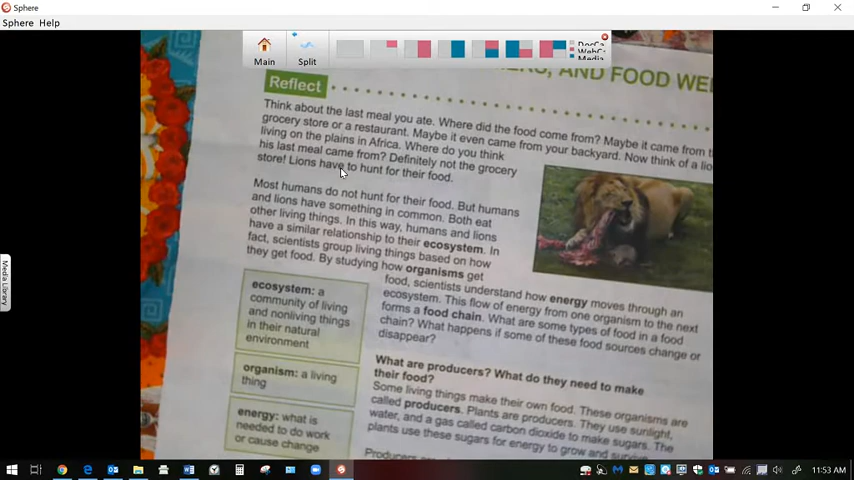 Sphere
Sphere Help
Main
Split
DocCa
WebC
Media
ERS, AND FOOD WE
Reflect
Think about the last meal you ate. Where did the food come from? Maybe it came from t
grocery store or a restaurant. Maybe it even came from your backyard. Now think of a lio
living on the plains in Africa. Where do you think
his last meal came from? Definitely not the grocery
store! Lions have to hunt for their food.
Most humans do not hunt for their food. But humans
and lions have something in common. Both eat
other living things. In this way, humans and lions
have a similar relationship to their ecosystem. In
fact, scientists group living things based on how
they get food. By studying how organisms get
food, scientists understand how energy moves through an
ecosystem. This flow of energy from one organism to the next
forms a food chain. What are some types of food in a food
chain? What happens if some of these food sources change or
disappear?
ecosystem: a
community of living
and nonliving things
in their natural
environment
organism: a living
thing
energy: what is
needed to do work
or cause change
What are producers? What do they need to make
their food?
Some living things make their own food. These organisms are
called producers. Plants are producers. They use sunlight,
water, and a gas called carbon dioxide to make sugars. The
plants use these sugars for energy to grow and survive.
Media Library
11:53 AM